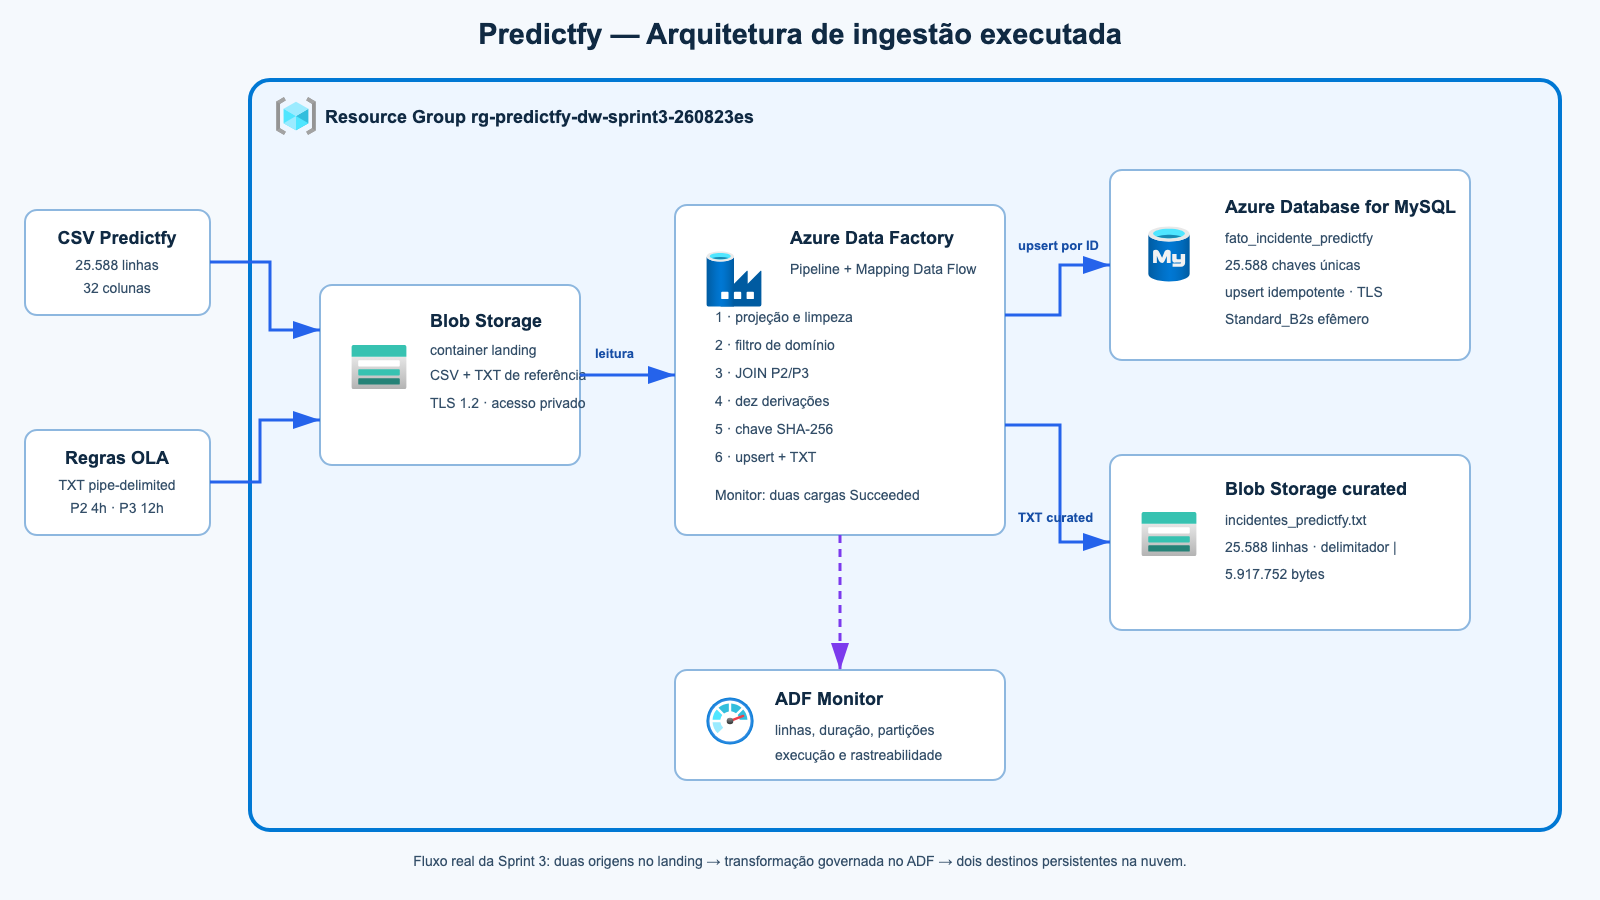 Predictfy — Arquitetura de ingestão executada
Resource Group rg-predictfy-dw-sprint3-260823es
CSV Predictfy
25.588 linhas
32 colunas
Regras OLA
TXT pipe-delimited
P2 4h · P3 12h
Blob Storage
container landing
CSV + TXT de referência
TLS 1.2 · acesso privado
leitura
Azure Data Factory
Pipeline + Mapping Data Flow
1 · projeção e limpeza
2 · filtro de domínio
3 · JOIN P2/P3
4 · dez derivações
5 · chave SHA-256
6 · upsert + TXT
Monitor: duas cargas Succeeded
upsert por ID
Azure Database for MySQL
My
fato_incidente_predictfy
25.588 chaves únicas
upsert idempotente · TLS
Standard_B2s efêmero
TXT curated
Blob Storage curated
incidentes_predictfy.txt
25.588 linhas · delimitador |
5.917.752 bytes
ADF Monitor
linhas, duração, partições
execução e rastreabilidade
Fluxo real da Sprint 3: duas origens no landing → transformação governada no ADF → dois destinos persistentes na nuvem.